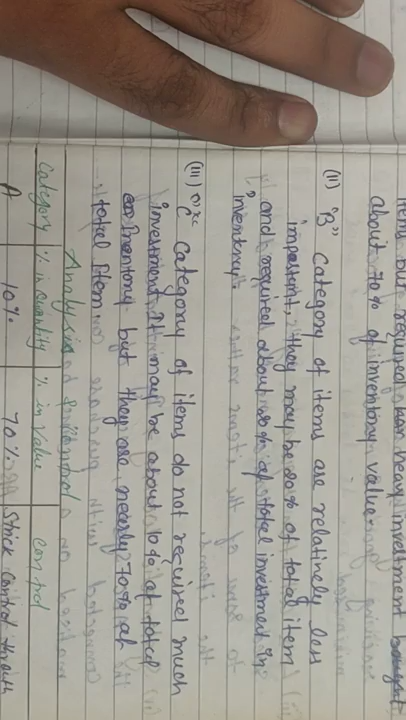 items but required heavy investment
about 70% of inventory value.
(II) "B" Category of items are relatively less
important, they may be 20% of total item
and required about 20% of total investment in
inventory.
(III) "C" Category of items do not required much
investment. It may be about 10% of total
inventory but they are nearly 70% of
total item.
Analysis
Category % in Quantity % in Value Control
A 10% 70% Strick control